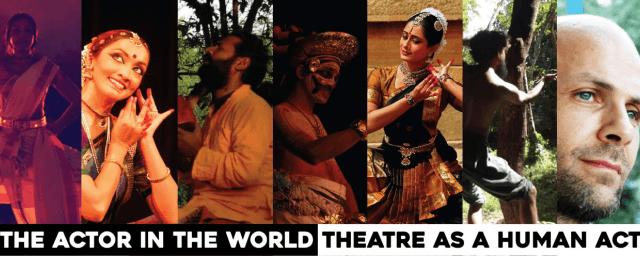 THE ACTOR IN THE WORLD THEATRE AS A HUMAN ACT